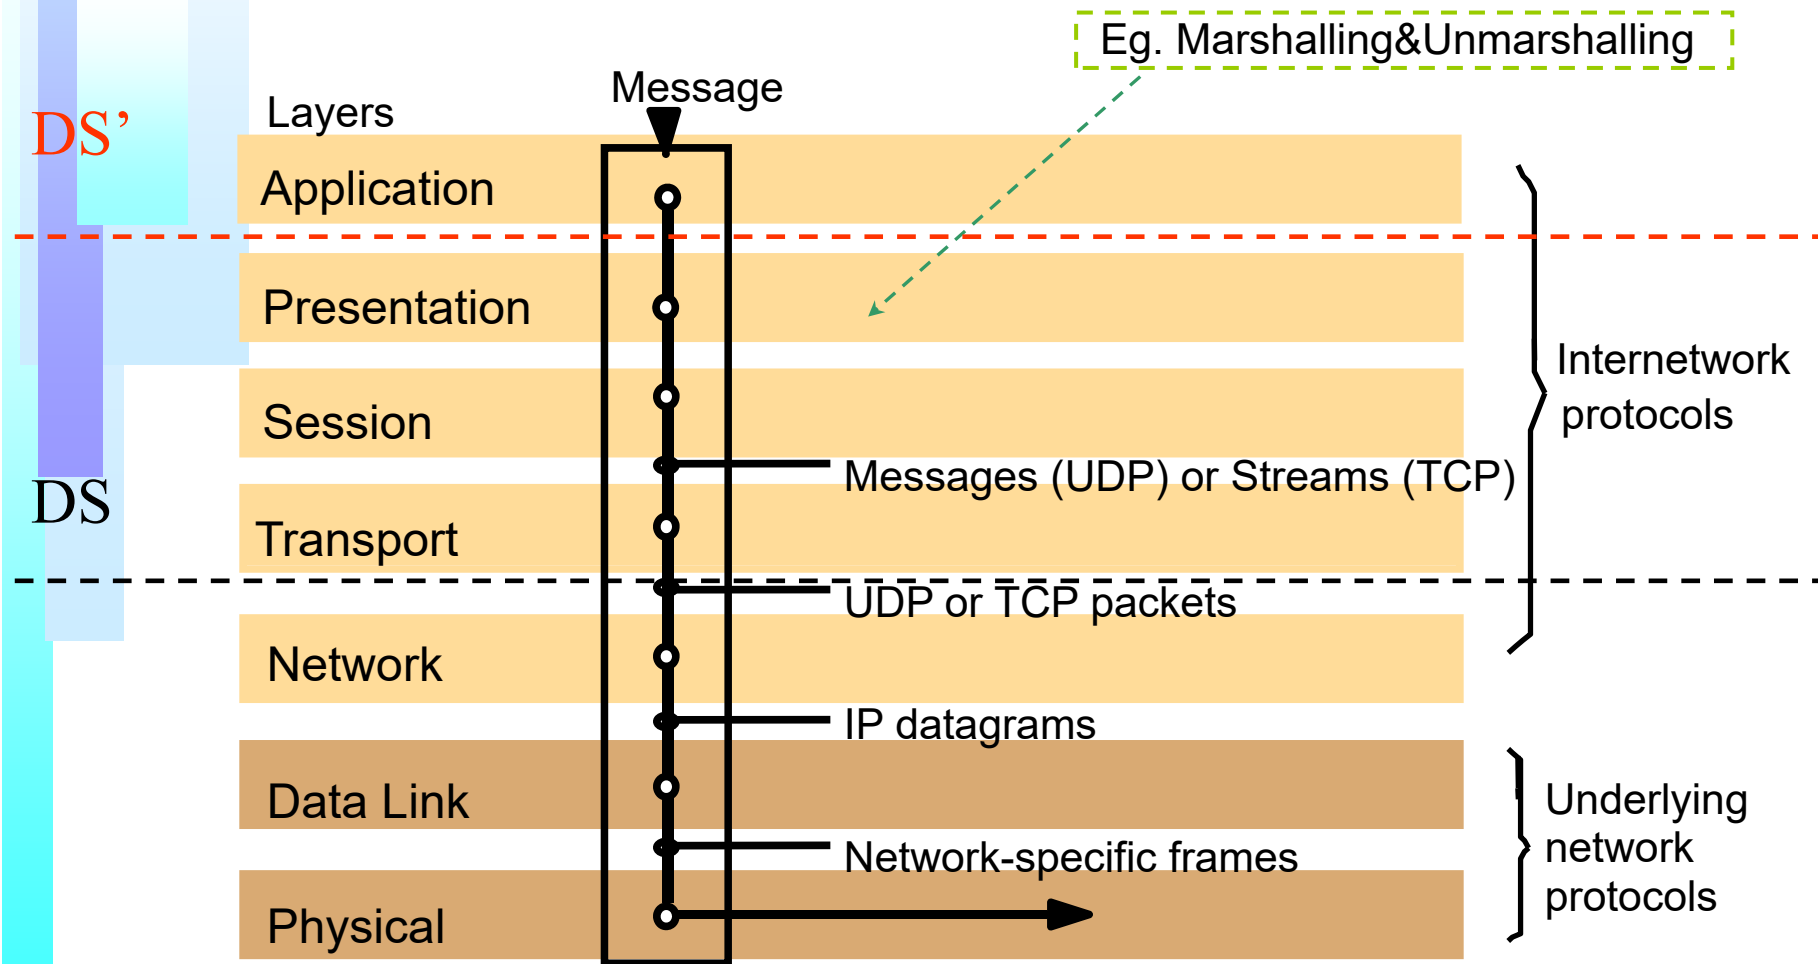 Eg. Marshalling&Unmarshalling
Message
Layers
DS’
Application
Presentation
Internetwork
protocols
Session
Messages (UDP) or Streams (TCP)
DS
Transport
UDP or TCP packets
Network
IP datagrams
Data Link
Underlying
network
protocols
Network-specific frames
Physical